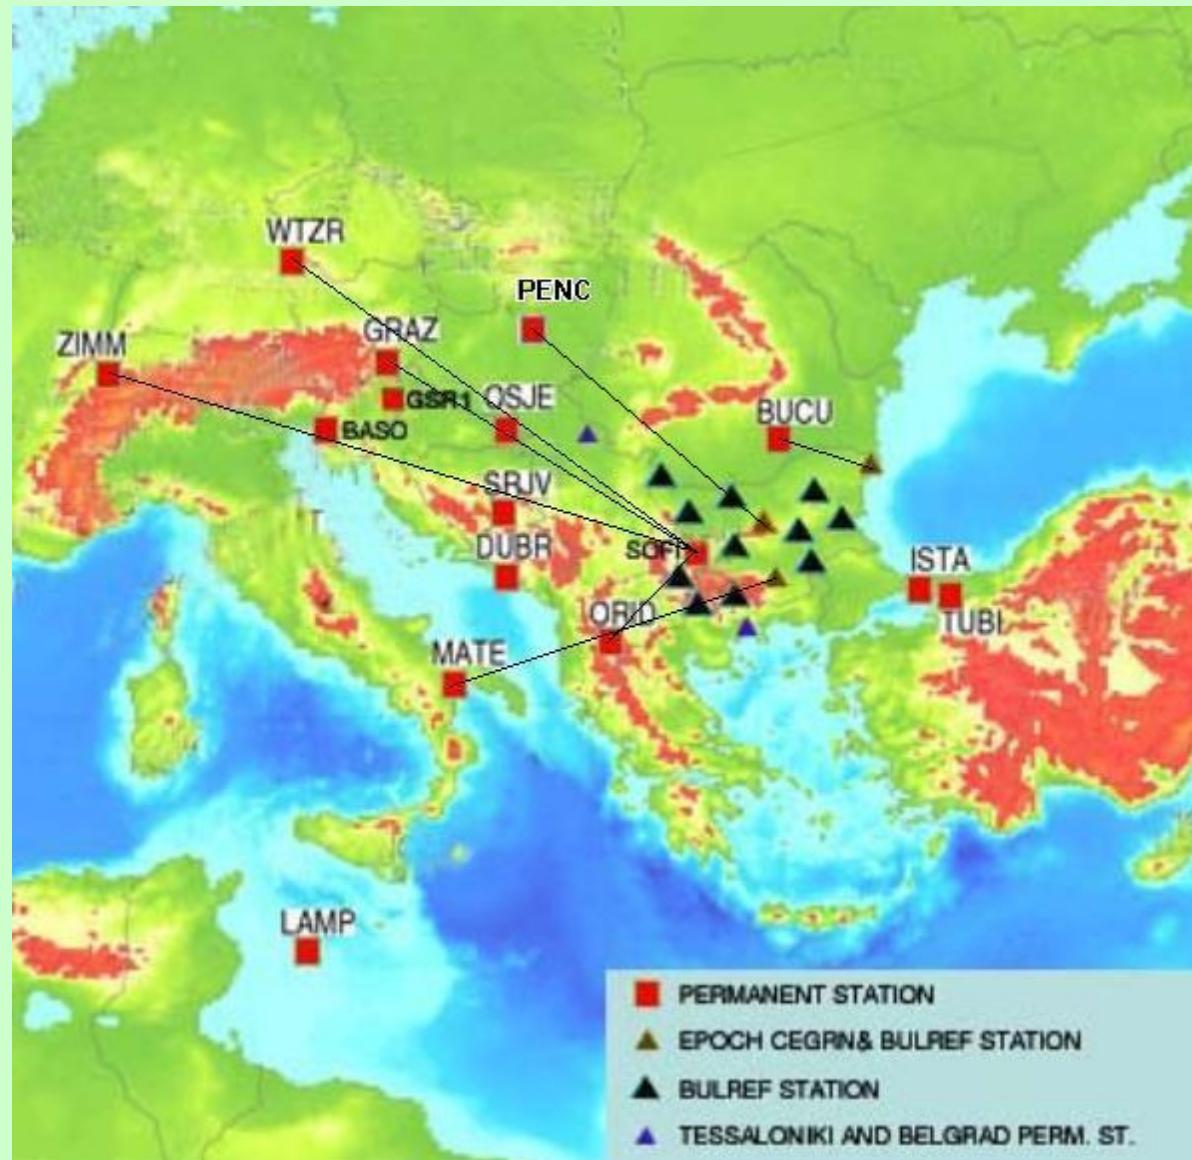 WTZR
PENC
GRAZ
ZIMM
GSR1
OSJE
BASO
BUCU
SRJV
DUBR
SOFI
ISTA
ORID
TUBI
MATE
LAMP
PERMANENT STATION
EPOCH CEGRN& BULREF STATION
BULREF STATION
TESSALONIKI AND BELGRAD PERM. ST.